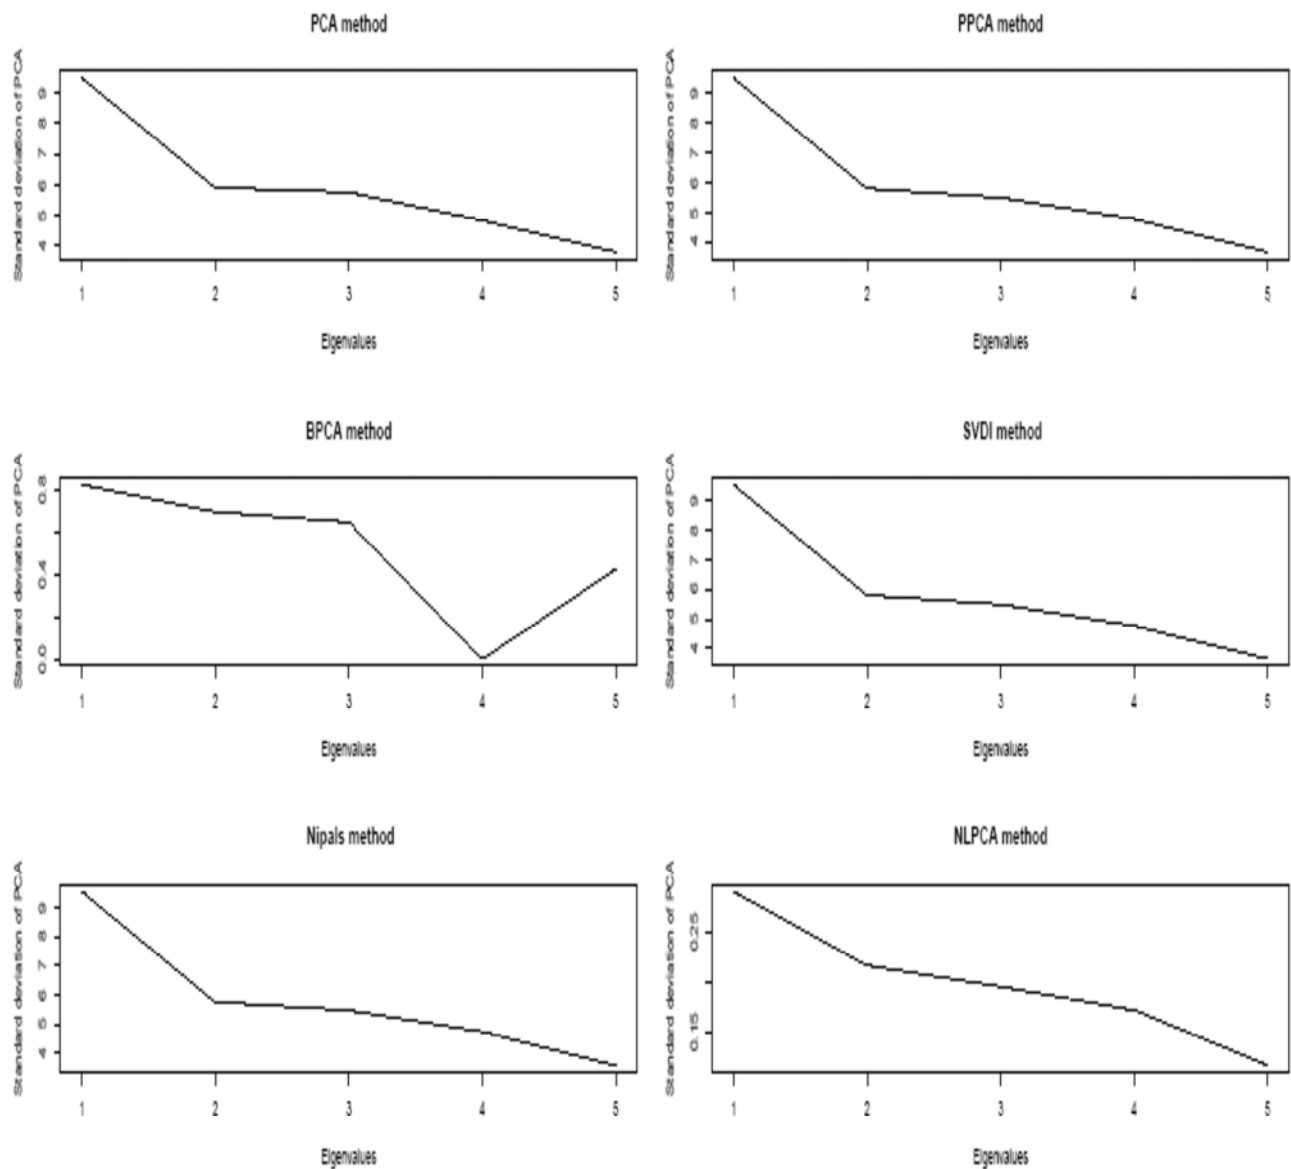 PCA method
Standard deviation of PCA
9
8
7
6
5
4
1 2 3 4 5
Eigenvalues
PPCA method
Standard deviation of PCA
9
8
7
6
5
4
1 2 3 4 5
Eigenvalues
BPCA method
Standard deviation of PCA
0.8
0.4
0.0
1 2 3 4 5
Eigenvalues
SVDI method
Standard deviation of PCA
9
8
7
6
5
4
1 2 3 4 5
Eigenvalues
Nipals method
Standard deviation of PCA
9
8
7
6
5
4
1 2 3 4 5
Eigenvalues
NLPCA method
Standard deviation of PCA
0.25
0.15
1 2 3 4 5
Eigenvalues